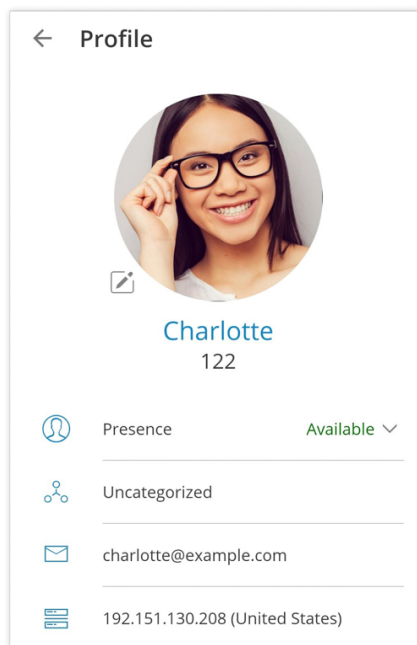 Profile
Charlotte
122
Presence Available
Uncategorized
charlotte@example.com
192.151.130.208 (United States)